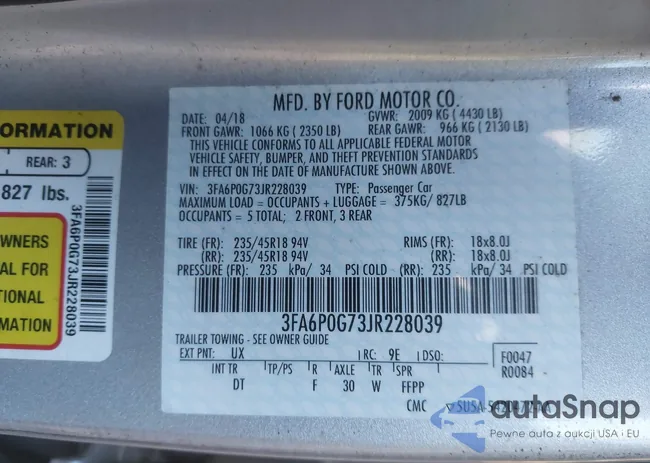 MFD. BY FORD MOTOR CO.
DATE: 04/18 GVWR: 2009 KG ( 4430 LB)
FRONT GAWR: 1066 KG ( 2350 LB) REAR GAWR: 966 KG ( 2130 LB)
THIS VEHICLE CONFORMS TO ALL APPLICABLE FEDERAL MOTOR
VEHICLE SAFETY, BUMPER, AND THEFT PREVENTION STANDARDS
IN EFFECT ON THE DATE OF MANUFACTURE SHOWN ABOVE.
VIN: 3FA6P0G73JR228039 TYPE: Passenger Car
MAXIMUM LOAD = OCCUPANTS + LUGGAGE = 375KG/ 827LB
OCCUPANTS = 5 TOTAL; 2 FRONT, 3 REAR
TIRE (FR): 235/45R18 94V RIMS (FR): 18x8.0J
(RR): 235/45R18 94V (RR): 18x8.0J
PRESSURE (FR): 235 kPa/ 34 PSI COLD (RR): 235 kPa/ 34 PSI COLD
3FA6P0G73JR228039
TRAILER TOWING - SEE OWNER GUIDE
EXT PNT: UX RC: 9E DSO: F0047
INT TR TP/PS R AXLE TR SPR R0084
DT F 30 W FFPP
CMC
ORMATION
REAR: 3
827 lbs.
WNERS
AL FOR
TIONAL
MATION
3FA6P0G73JR228039
autoSnap
Pewne auta z aukcji USA i EU